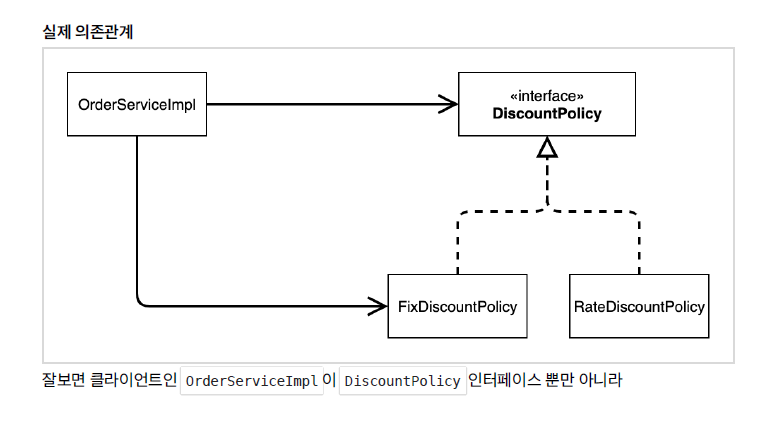 실제 의존관계
OrderServiceImpl
«interface»
DiscountPolicy
FixDiscountPolicy
RateDiscountPolicy
잘보면 클라이언트인 OrderServiceImpl 이 DiscountPolicy 인터페이스 뿐만 아니라